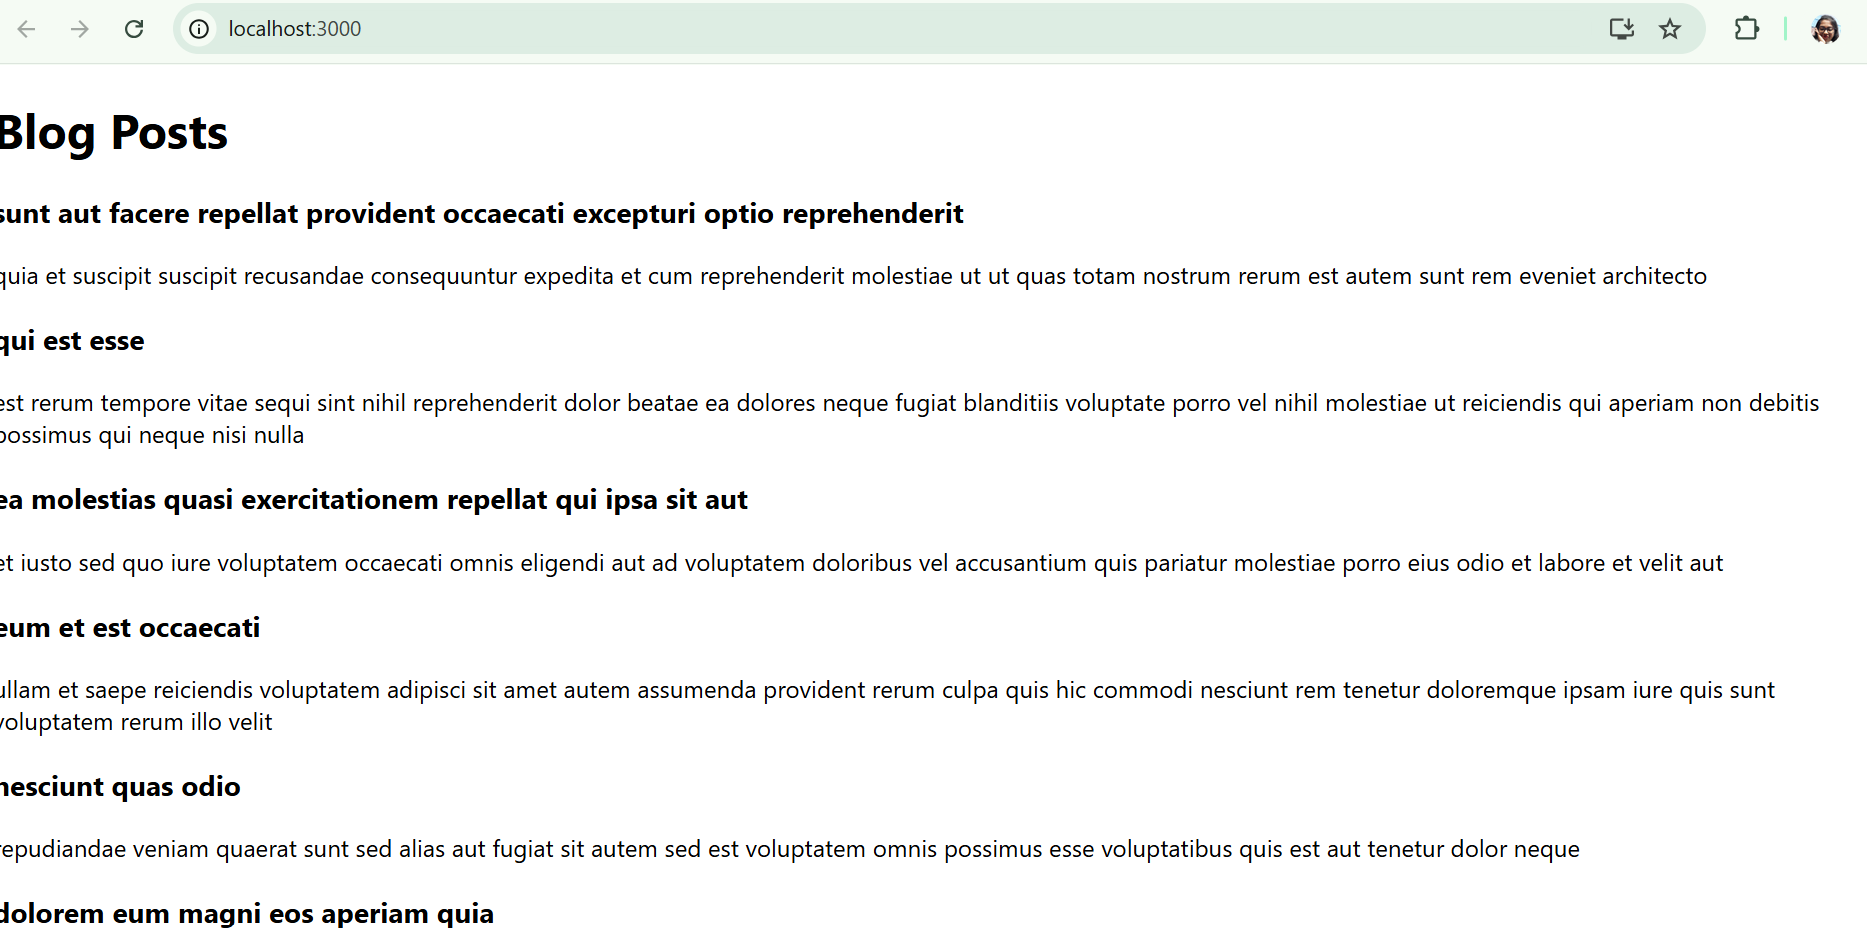 localhost:3000
Blog Posts
sunt aut facere repellat provident occaecati excepturi optio reprehenderit
quia et suscipit suscipit recusandae consequuntur expedita et cum reprehenderit molestiae ut ut quas totam nostrum rerum est autem sunt rem eveniet architecto
qui est esse
est rerum tempore vitae sequi sint nihil reprehenderit dolor beatae ea dolores neque fugiat blanditiis voluptate porro vel nihil molestiae ut reiciendis qui aperiam non debitis
possimus qui neque nisi nulla
ea molestias quasi exercitationem repellat qui ipsa sit aut
et iusto sed quo iure voluptatem occaecati omnis eligendi aut ad voluptatem doloribus vel accusantium quis pariatur molestiae porro eius odio et labore et velit aut
eum et est occaecati
ullam et saepe reiciendis voluptatem adipisci sit amet autem assumenda provident rerum culpa quis hic commodi nesciunt rem tenetur doloremque ipsam iure quis sunt
voluptatem rerum illo velit
nesciunt quas odio
repudiandae veniam quaerat sunt sed alias aut fugiat sit autem sed est voluptatem omnis possimus esse voluptatibus quis est aut tenetur dolor neque
dolorem eum magni eos aperiam quia